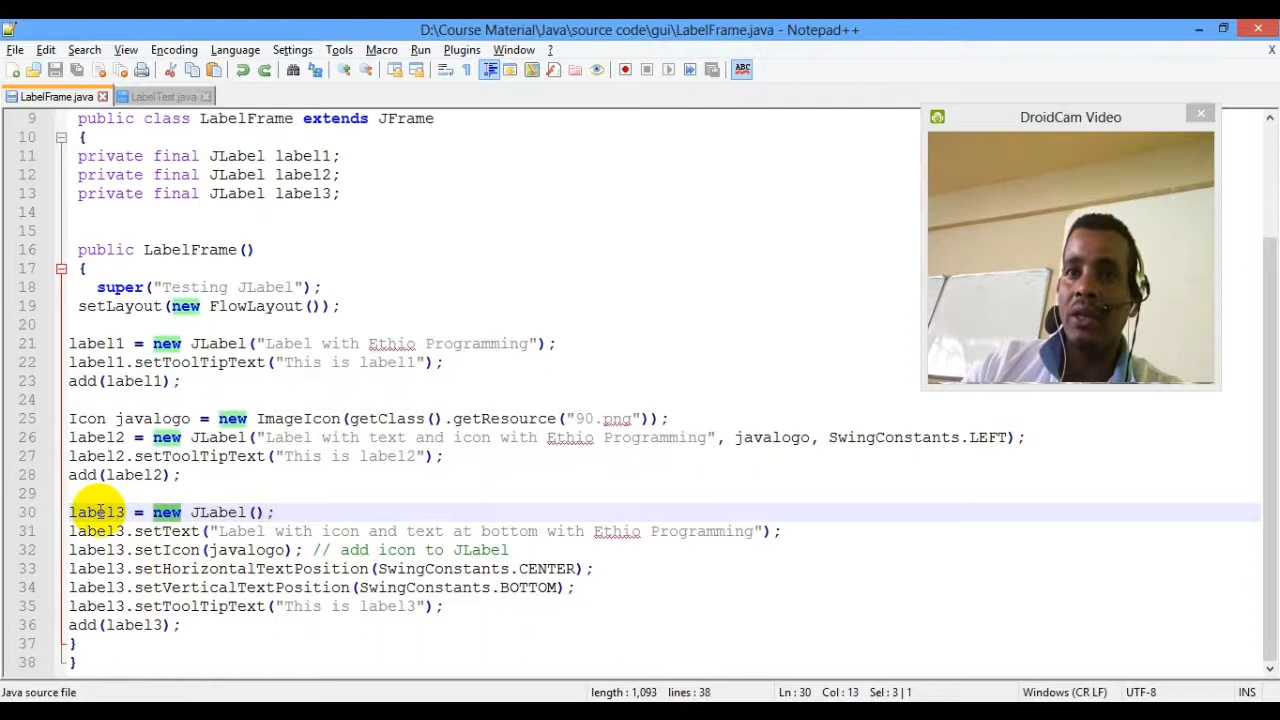 D:\Course Material\Java\source code\gui\LabelFrame.java - Notepad++
File Edit Search View Encoding Language Settings Tools Macro Run Plugins Window ? X
LabelFrame.java LabelTest.java
DroidCam Video
9 public class LabelFrame extends JFrame
10 {
11 private final JLabel label1;
12 private final JLabel label2;
13 private final JLabel label3;
14
15
16 public LabelFrame()
17 {
18 super("Testing JLabel");
19 setLayout(new FlowLayout());
20
21 label1 = new JLabel("Label with Ethio Programming");
22 label1.setToolTipText("This is label1");
23 add(label1);
24
25 Icon javalogo = new ImageIcon(getClass().getResource("90.png"));
26 label2 = new JLabel("Label with text and icon with Ethio Programming", javalogo, SwingConstants.LEFT);
27 label2.setToolTipText("This is label2");
28 add(label2);
29
30 label3 = new JLabel();
31 label3.setText("Label with icon and text at bottom with Ethio Programming");
32 label3.setIcon(javalogo); // add icon to JLabel
33 label3.setHorizontalTextPosition(SwingConstants.CENTER);
34 label3.setVerticalTextPosition(SwingConstants.BOTTOM);
35 label3.setToolTipText("This is label3");
36 add(label3);
37 }
38 }
Java source file length : 1,093 lines : 38 Ln : 30 Col : 13 Sel : 3 | 1 Windows (CR LF) UTF-8 INS